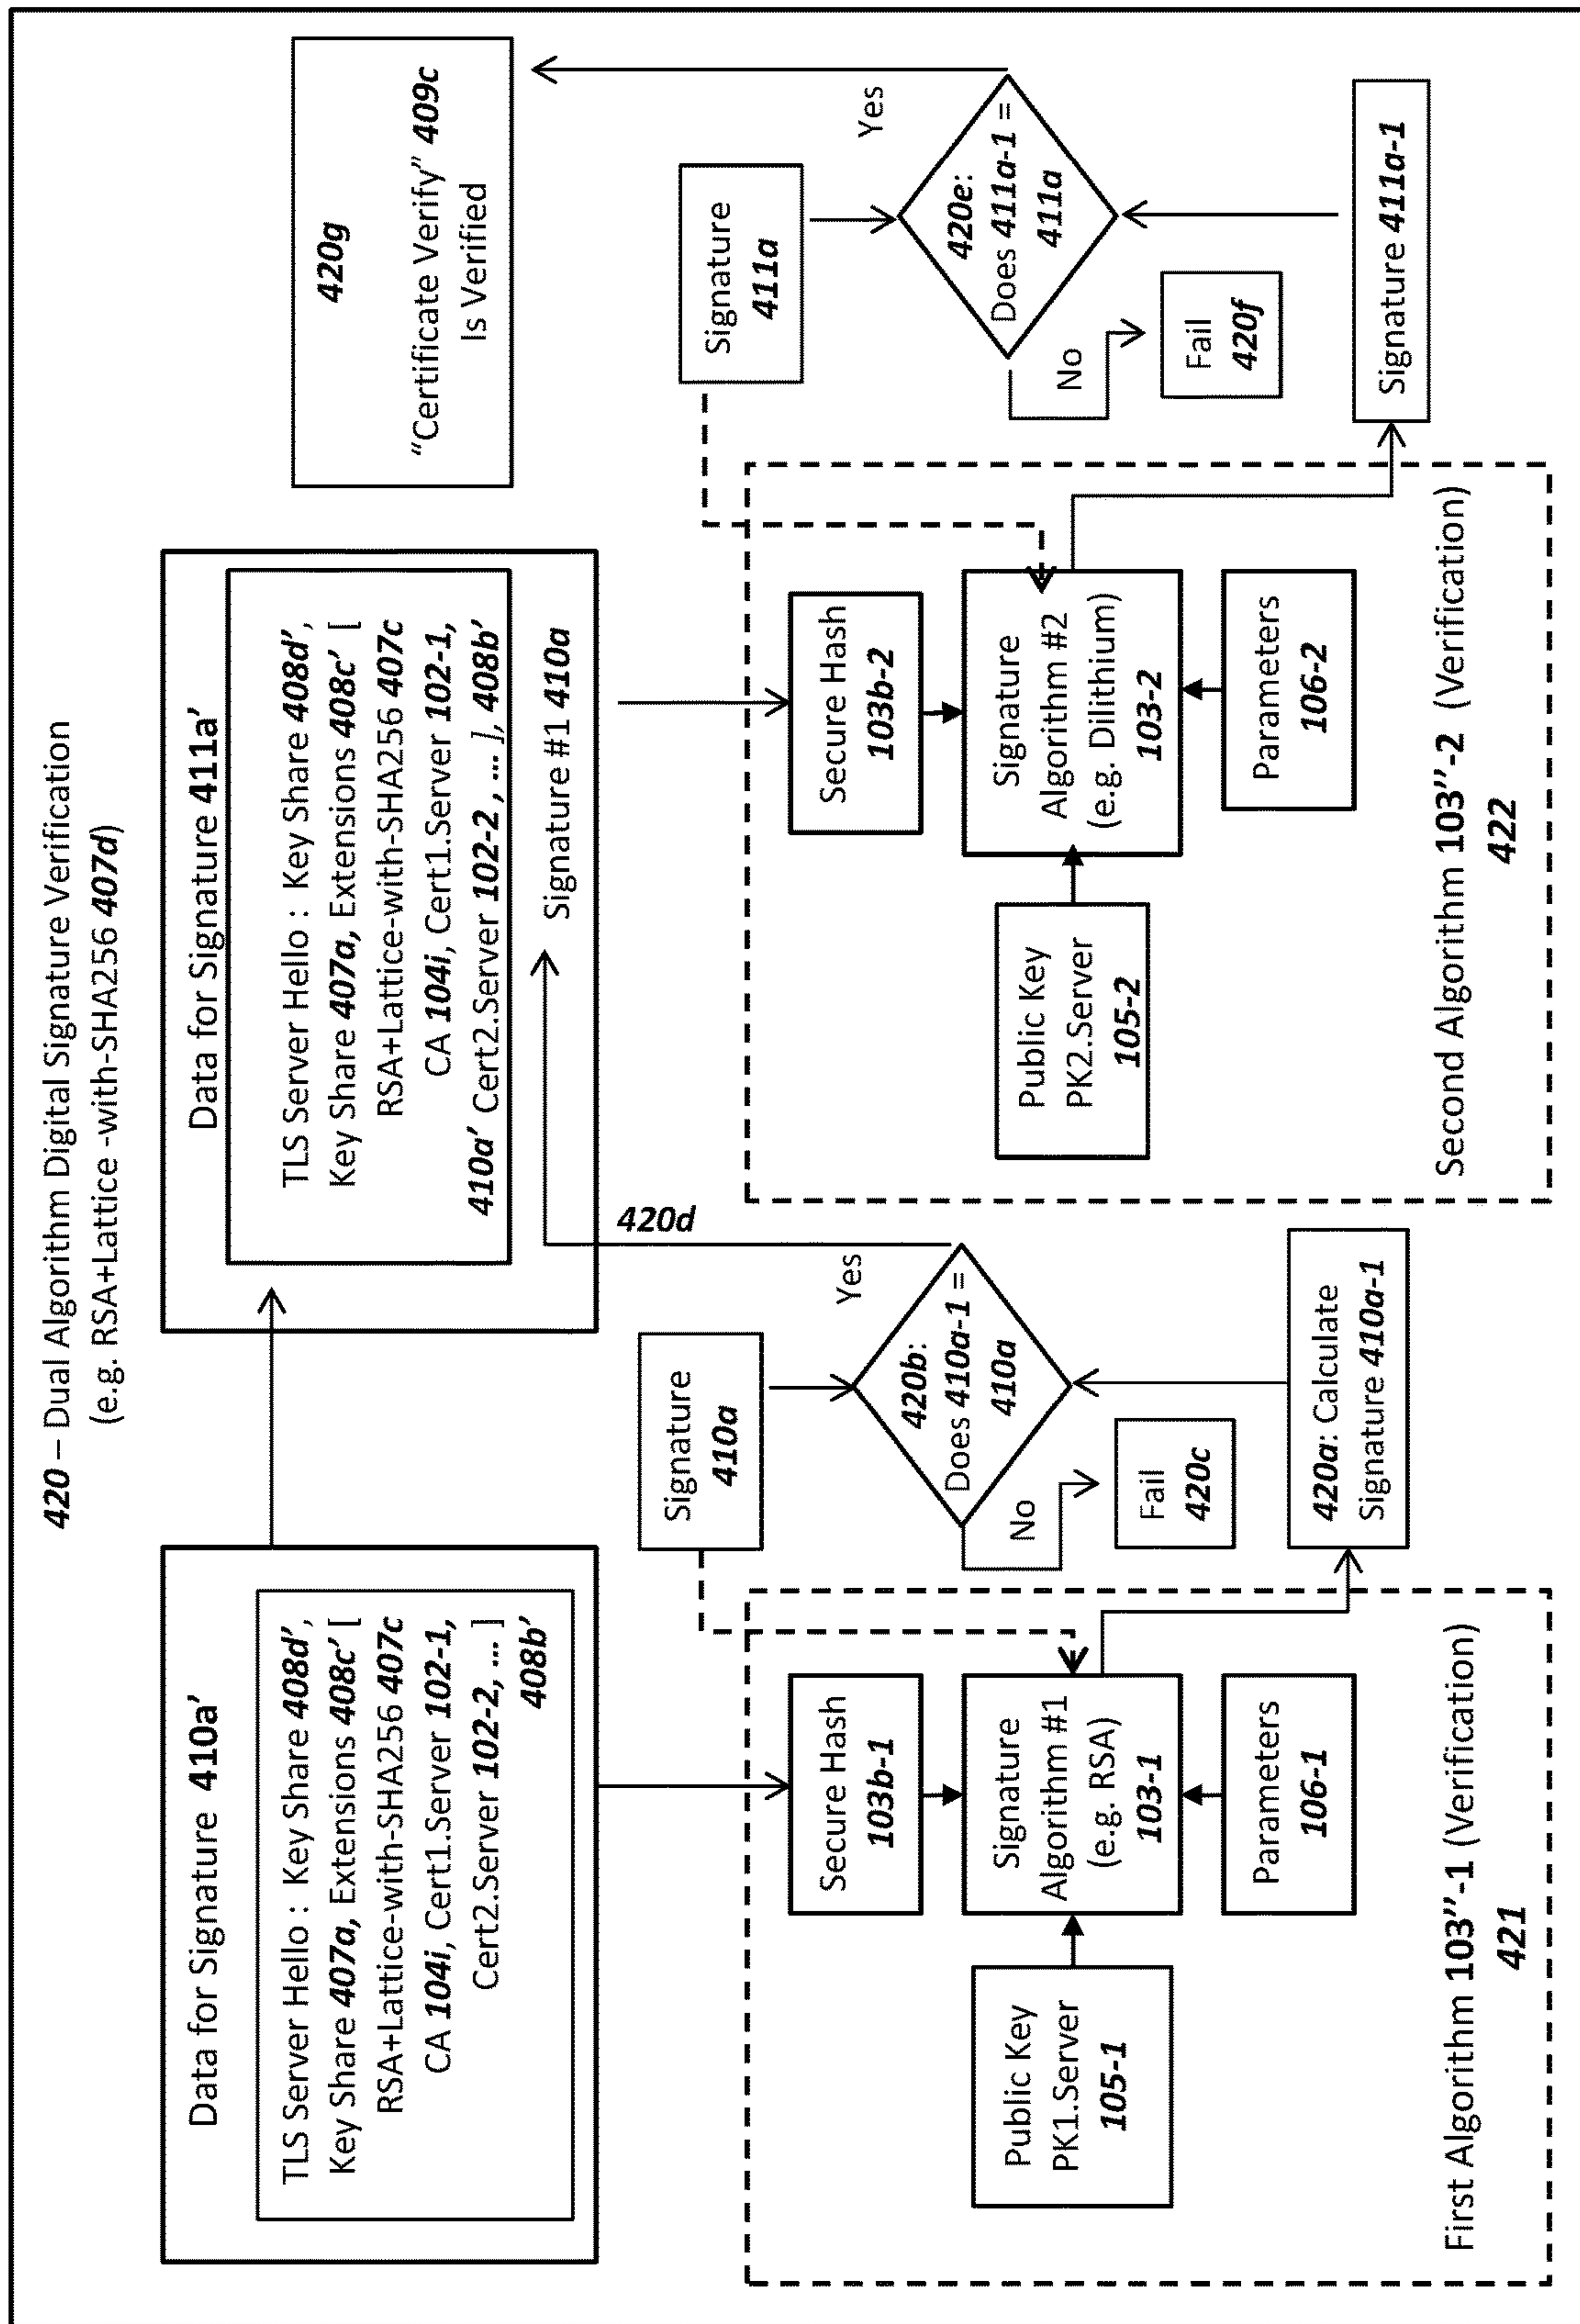 420 – Dual Algorithm Digital Signature Verification
(e.g. RSA+Lattice -with-SHA256 407d)
Data for Signature 410a’
TLS Server Hello : Key Share 408d’,
Key Share 407a, Extensions 408c’ [
RSA+Lattice-with-SHA256 407c
CA 104i, Cert1.Server 102-1,
Cert2.Server 102-2, ... ]
408b’
Data for Signature 411a’
TLS Server Hello : Key Share 408d’,
Key Share 407a, Extensions 408c’ [
RSA+Lattice-with-SHA256 407c
CA 104i, Cert1.Server 102-1,
410a’ Cert2.Server 102-2 , ... ], 408b’
Signature #1 410a
420g
“Certificate Verify” 409c
Is Verified
Signature
410a
420b:
Does 410a-1 =
410a
Yes
420d
No
Fail
420c
420a: Calculate
Signature 410a-1
Secure Hash
103b-1
Signature
Algorithm #1
(e.g. RSA)
103-1
Public Key
PK1.Server
105-1
Parameters
106-1
First Algorithm 103”-1 (Verification)
421
Signature
411a
420e:
Does 411a-1 =
411a
Yes
No
Fail
420f
Signature 411a-1
Secure Hash
103b-2
Signature
Algorithm #2
(e.g. Dilithium)
103-2
Public Key
PK2.Server
105-2
Parameters
106-2
Second Algorithm 103”-2 (Verification)
422